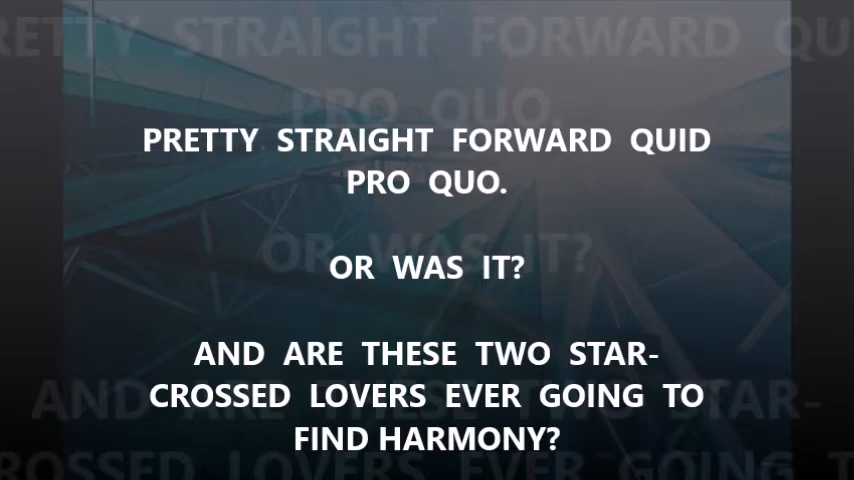 PRETTY STRAIGHT FORWARD QUID
PRO QUO.
OR WAS IT?
AND ARE THESE TWO STAR-
CROSSED LOVERS EVER GOING TO
FIND HARMONY?